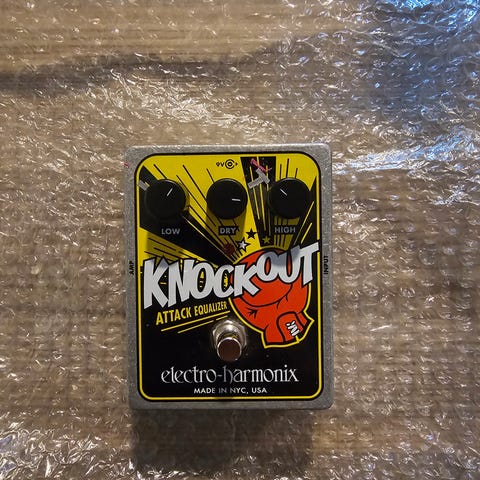 9V
LOW DRY HIGH
AMP
INPUT
KNOCKOUT
ATTACK EQUALIZER
electro-harmonix
MADE IN NYC, USA